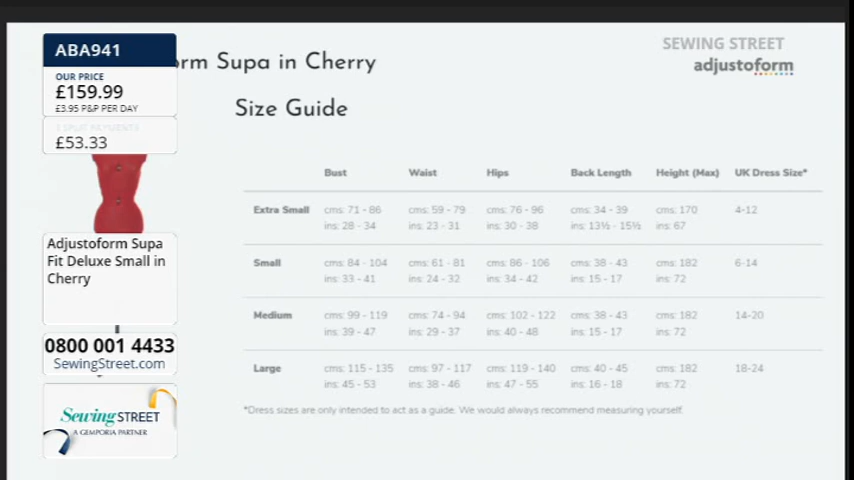 ABA941
OUR PRICE
£159.99
£3.95 P&P PER DAY
3 SPLIT PAYMENTS
£53.33
Adjustoform Supa
Fit Deluxe Small in
Cherry
0800 001 4433
SewingStreet.com
Sewing STREET
A GEMPORIA PARTNER
orm Supa in Cherry
SEWING STREET
adjustoform
Size Guide
Bust Waist Hips Back Length Height (Max) UK Dress Size*
Extra Small cms: 71 - 86 cms: 59 - 79 cms: 76 - 96 cms: 34 - 39 cms: 170 4-12
ins: 28 - 34 ins: 23 - 31 ins: 30 - 38 ins: 13½ - 15½ ins: 67
Small cms: 84 - 104 cms: 61 - 81 cms: 86 - 106 cms: 38 - 43 cms: 182 6-14
ins: 33 - 41 ins: 24 - 32 ins: 34 - 42 ins: 15 - 17 ins: 72
Medium cms: 99 - 119 cms: 74 - 94 cms: 102 - 122 cms: 38 - 43 cms: 182 14-20
ins: 39 - 47 ins: 29 - 37 ins: 40 - 48 ins: 15 - 17 ins: 72
Large cms: 115 - 135 cms: 97 - 117 cms: 119 - 140 cms: 40 - 45 cms: 182 18-24
ins: 45 - 53 ins: 38 - 46 ins: 47 - 55 ins: 16 - 18 ins: 72
*Dress sizes are only intended to act as a guide. We would always recommend measuring yourself.